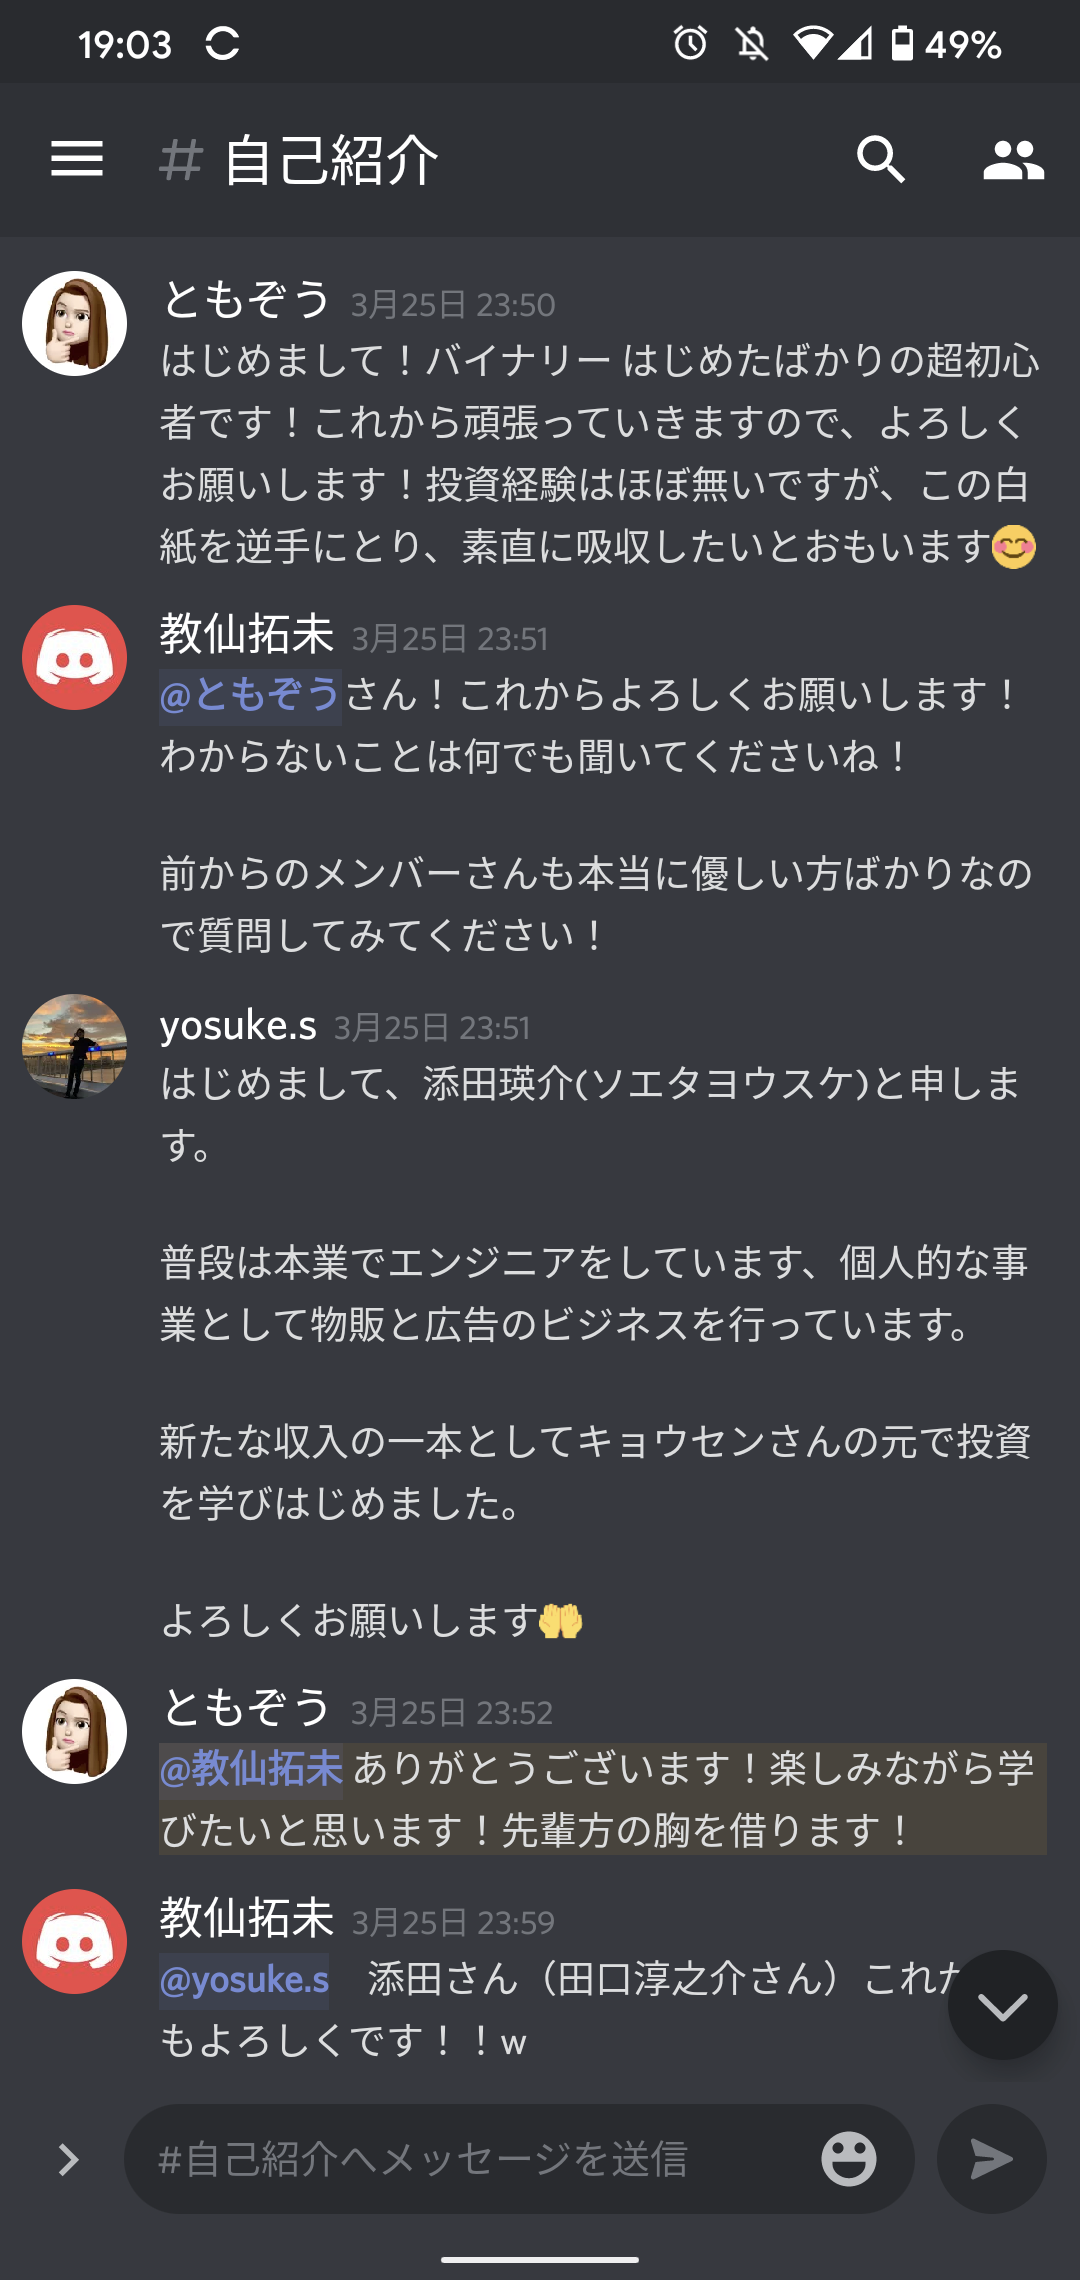 19:03 49%
# 自己紹介
ともぞう 3月25日 23:50
はじめまして！バイナリー はじめたばかりの超初心
者です！これから頑張っていきますので、よろしく
お願いします！投資経験はほぼ無いですが、この白
紙を逆手にとり、素直に吸収したいとおもいます😊
教仙拓未 3月25日 23:51
@ともぞうさん！これからよろしくお願いします！
わからないことは何でも聞いてくださいね！
前からのメンバーさんも本当に優しい方ばかりなの
で質問してみてください！
yosuke.s 3月25日 23:51
はじめまして、添田瑛介(ソエタヨウスケ)と申しま
す。
普段は本業でエンジニアをしています、個人的な事
業として物販と広告のビジネスを行っています。
新たな収入の一本としてキョウセンさんの元で投資
を学びはじめました。
よろしくお願いします🤲
ともぞう 3月25日 23:52
@教仙拓未 ありがとうございます！楽しみながら学
びたいと思います！先輩方の胸を借ります！
教仙拓未 3月25日 23:59
@yosuke.s　添田さん（田口淳之介さん）これ
もよろしくです！！w
#自己紹介へメッセージを送信